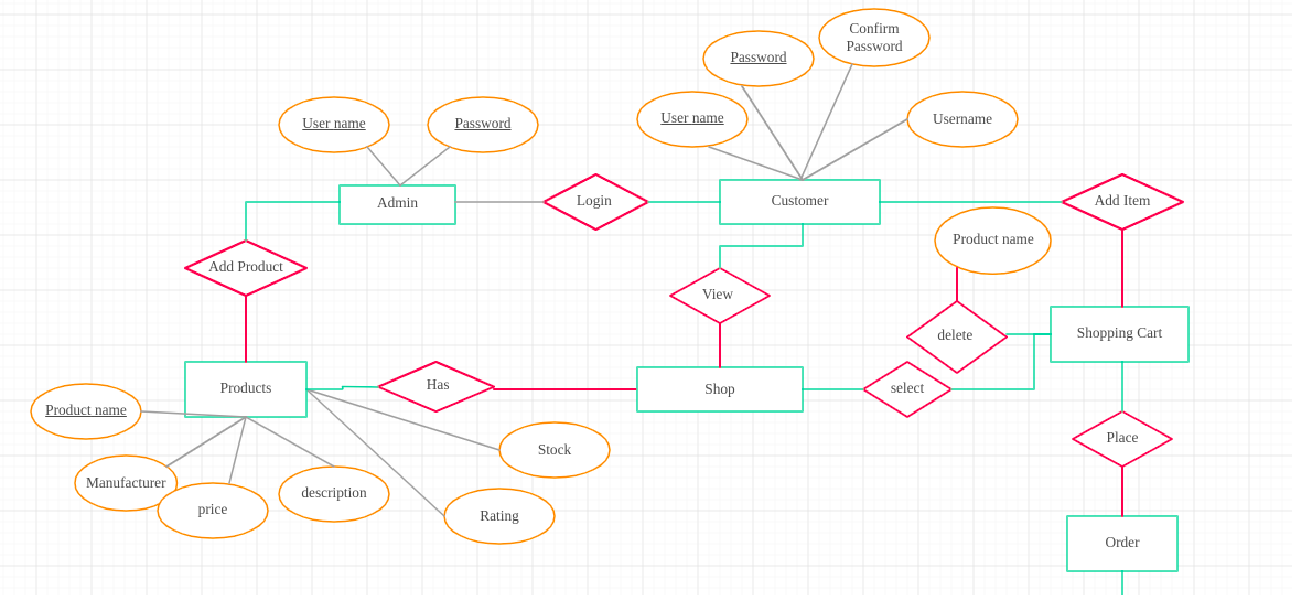 Confirm
Password
Password
User name
Password
User name
Username
Admin
Login
Customer
Add Item
Product name
Add Product
View
delete
Shopping Cart
Products
Has
Shop
select
Product name
Stock
Place
Manufacturer
price
description
Rating
Order